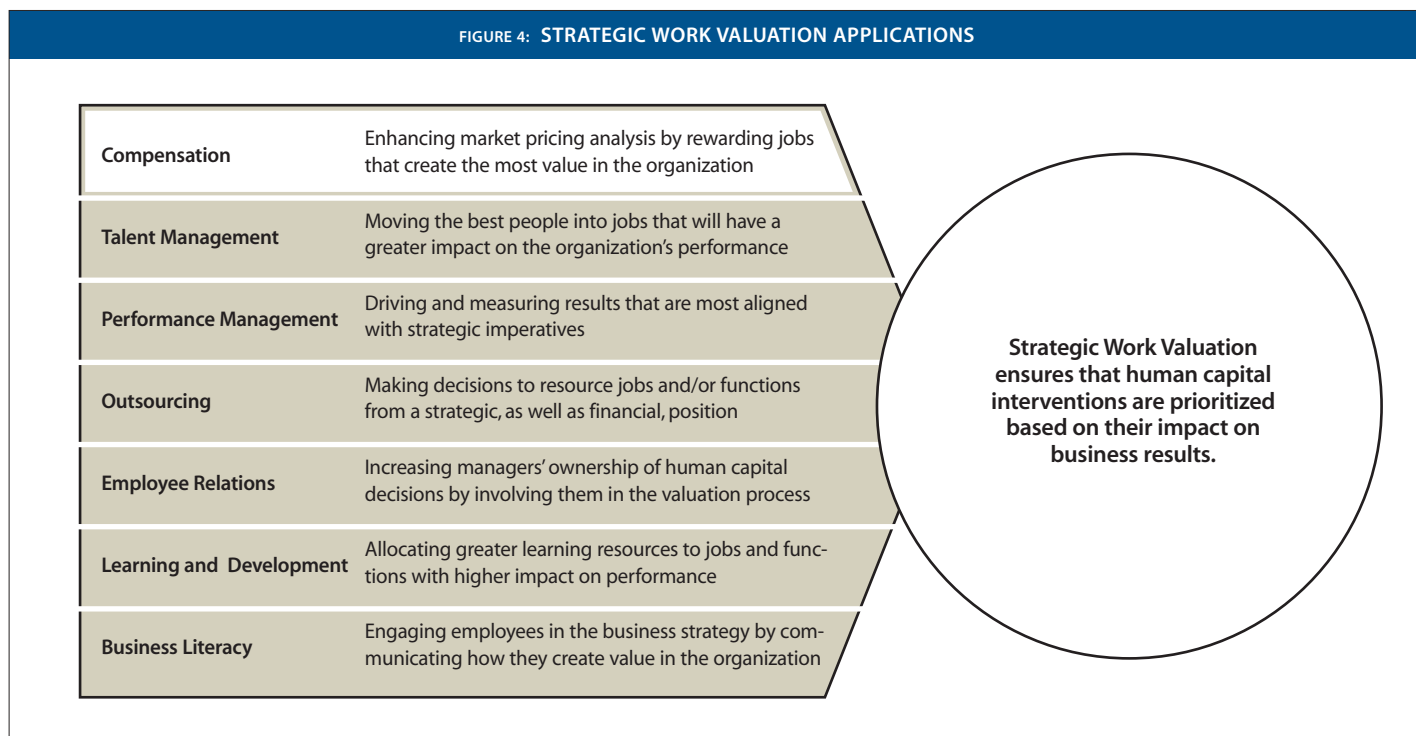 FIGURE 4: STRATEGIC WORK VALUATION APPLICATIONS
Compensation
Enhancing market pricing analysis by rewarding jobs
that create the most value in the organization
Talent Management
Moving the best people into jobs that will have a
greater impact on the organization's performance
Performance Management
Driving and measuring results that are most aligned
with strategic imperatives
Outsourcing
Making decisions to resource jobs and/or functions
from a strategic, as well as financial, position
Employee Relations
Increasing managers' ownership of human capital
decisions by involving them in the valuation process
Learning and Development
Allocating greater learning resources to jobs and func-
tions with higher impact on performance
Business Literacy
Engaging employees in the business strategy by com-
municating how they create value in the organization
Strategic Work Valuation
ensures that human capital
interventions are prioritized
based on their impact on
business results.